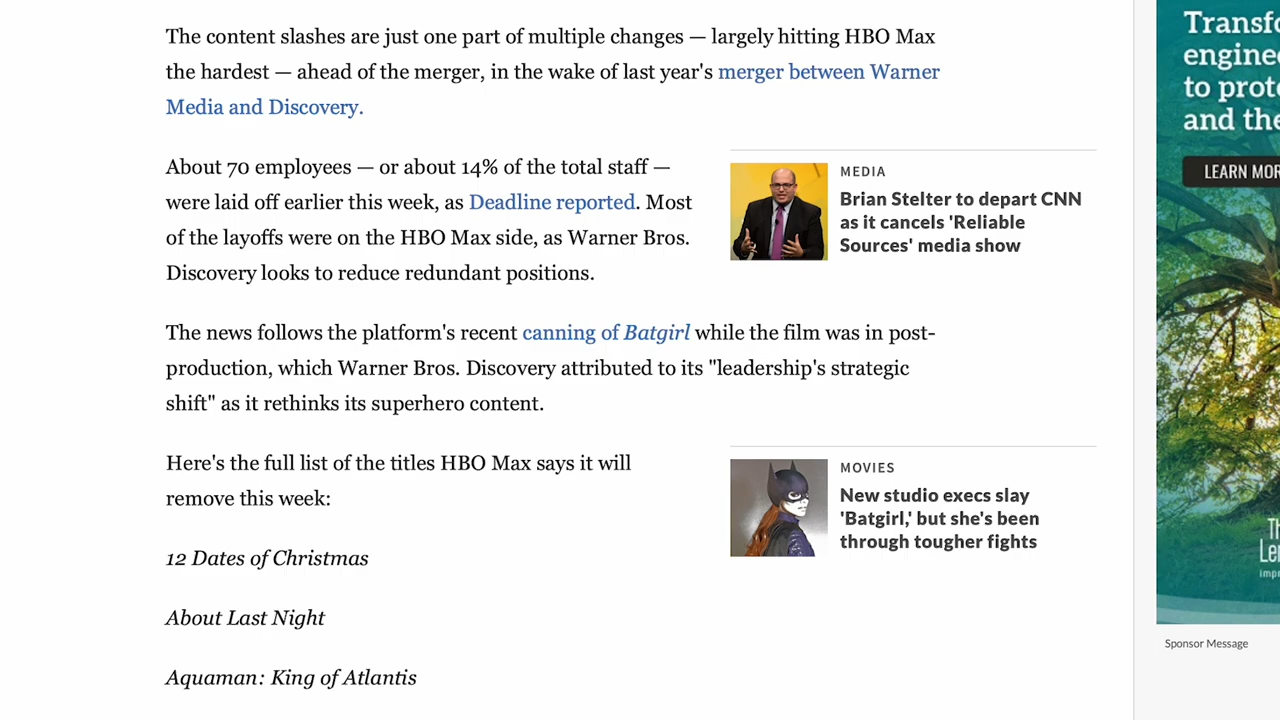 The content slashes are just one part of multiple changes — largely hitting HBO Max
the hardest — ahead of the merger, in the wake of last year's merger between Warner
Media and Discovery.
About 70 employees — or about 14% of the total staff —
were laid off earlier this week, as Deadline reported. Most
of the layoffs were on the HBO Max side, as Warner Bros.
Discovery looks to reduce redundant positions.
MEDIA
Brian Stelter to depart CNN
as it cancels 'Reliable
Sources' media show
The news follows the platform's recent canning of Batgirl while the film was in post-
production, which Warner Bros. Discovery attributed to its "leadership's strategic
shift" as it rethinks its superhero content.
Here's the full list of the titles HBO Max says it will
remove this week:
MOVIES
New studio execs slay
'Batgirl,' but she's been
through tougher fights
12 Dates of Christmas
About Last Night
Aquaman: King of Atlantis
to
and
LEARN
Sponsor Message